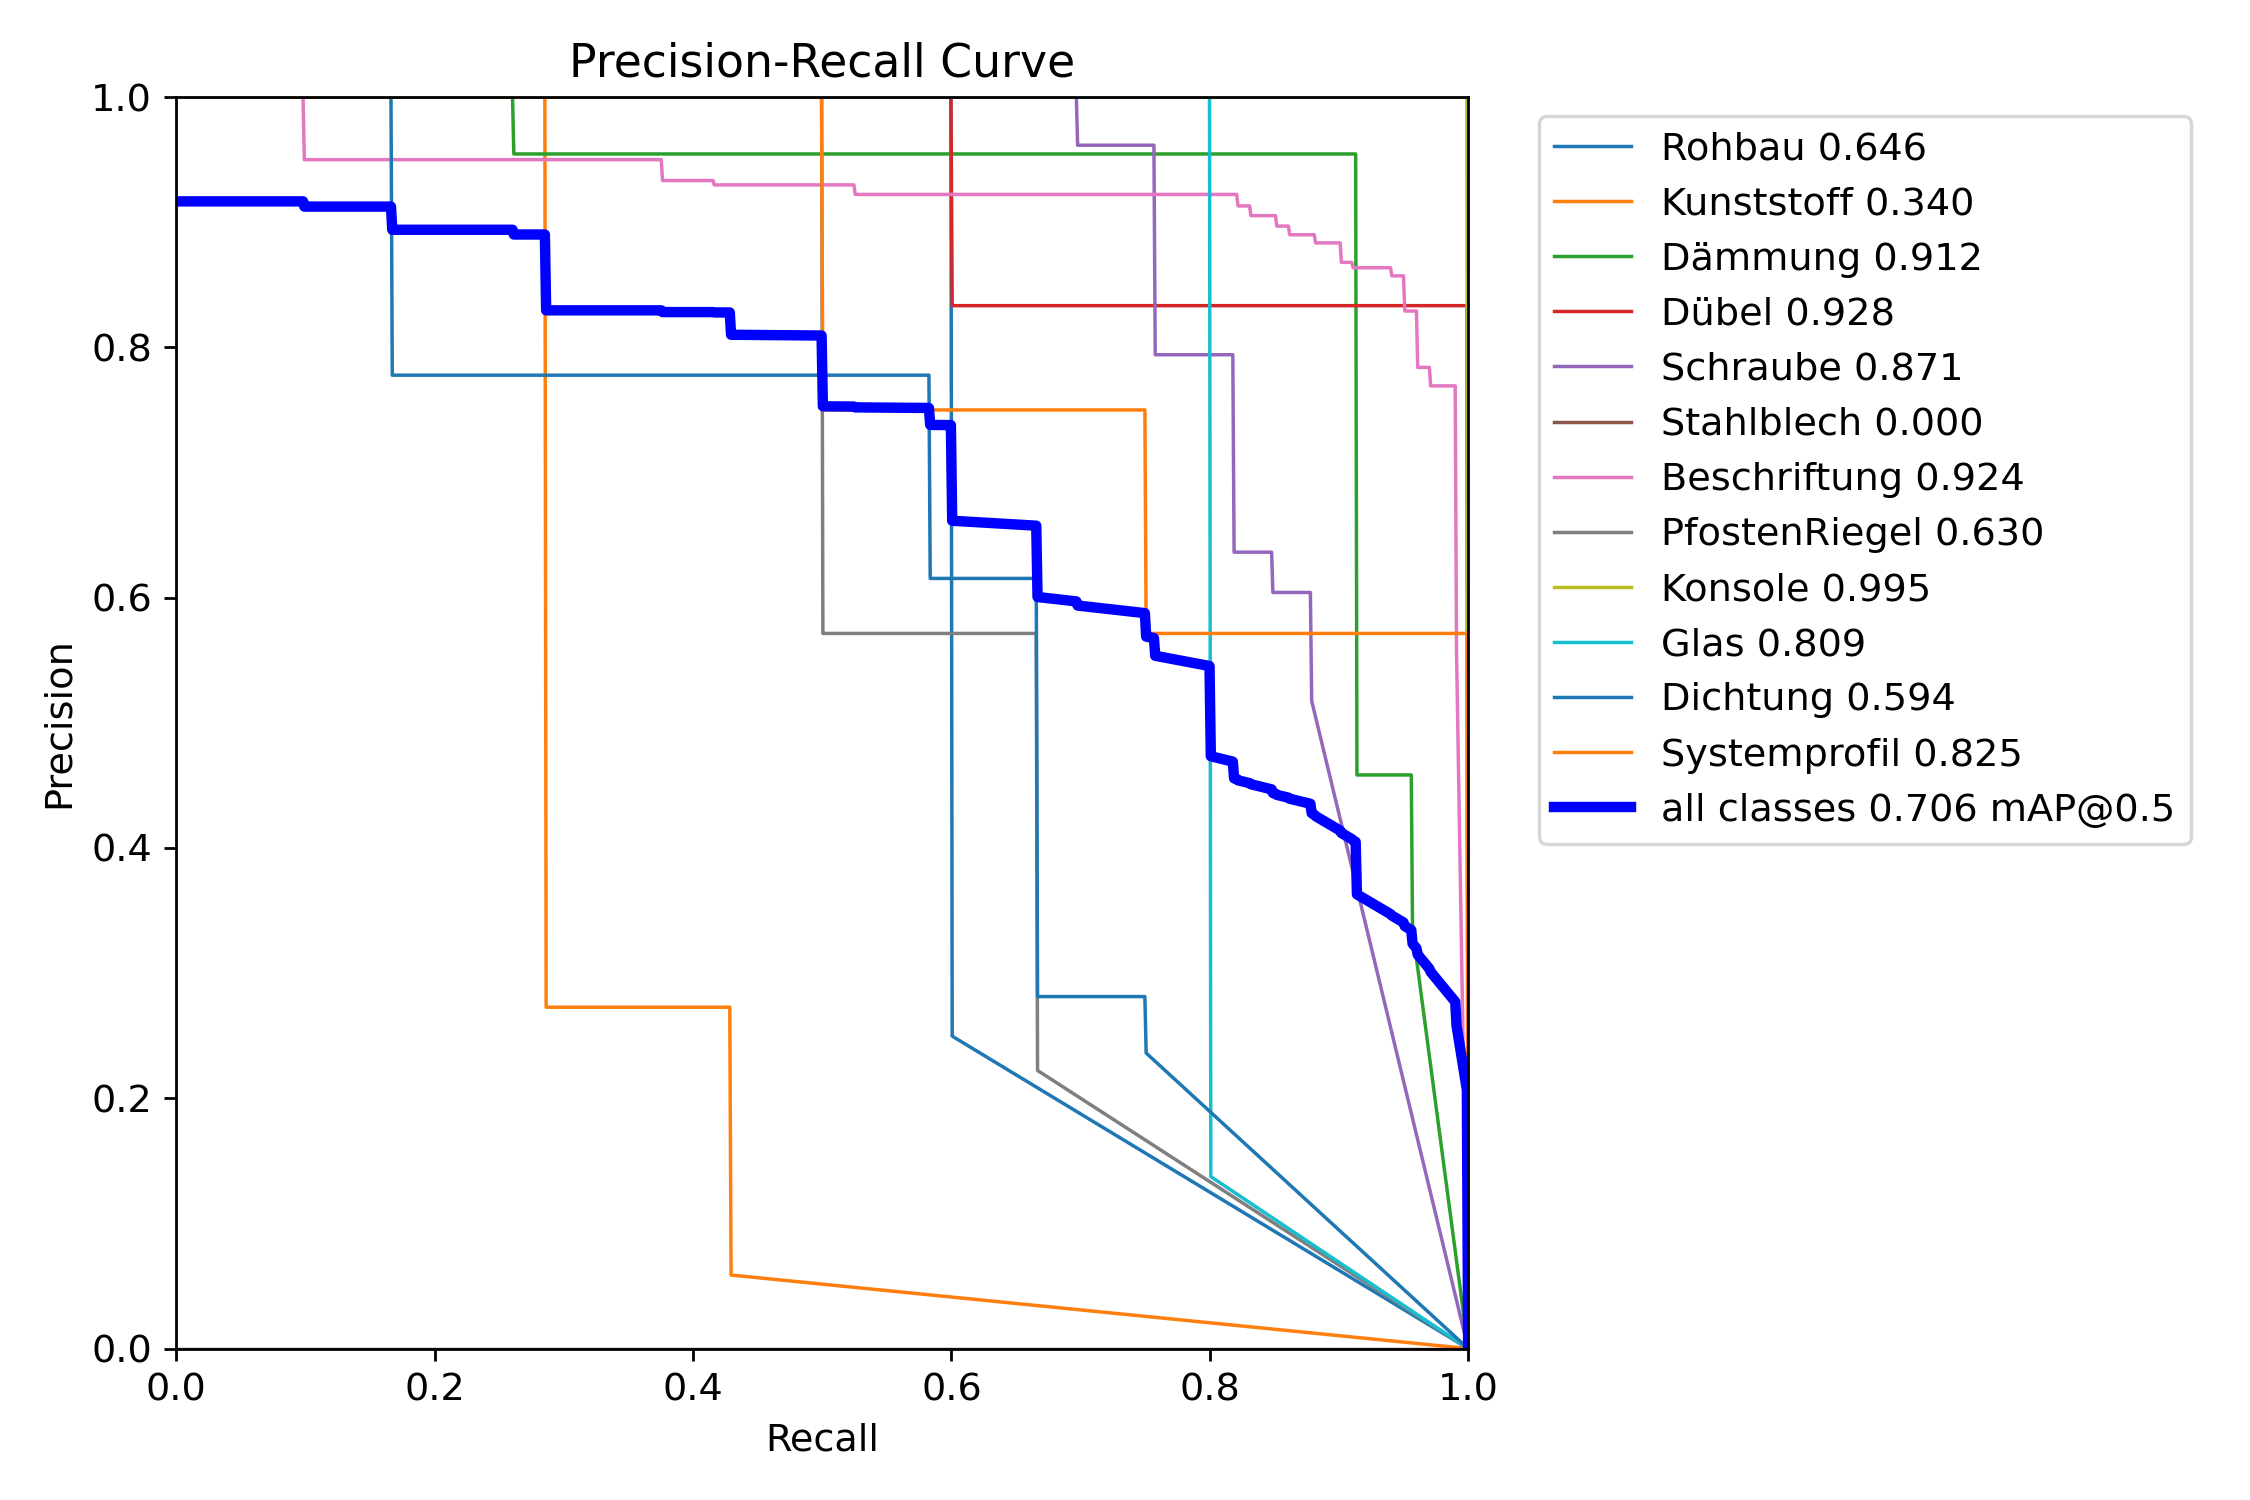 Precision-Recall Curve
1.0
0.8
0.6
0.4
0.2
0.0
Precision
0.0 0.2 0.4 0.6 0.8 1.0
Recall
Rohbau 0.646
Kunststoff 0.340
Dämmung 0.912
Dübel 0.928
Schraube 0.871
Stahlblech 0.000
Beschriftung 0.924
PfostenRiegel 0.630
Konsole 0.995
Glas 0.809
Dichtung 0.594
Systemprofil 0.825
all classes 0.706 mAP@0.5